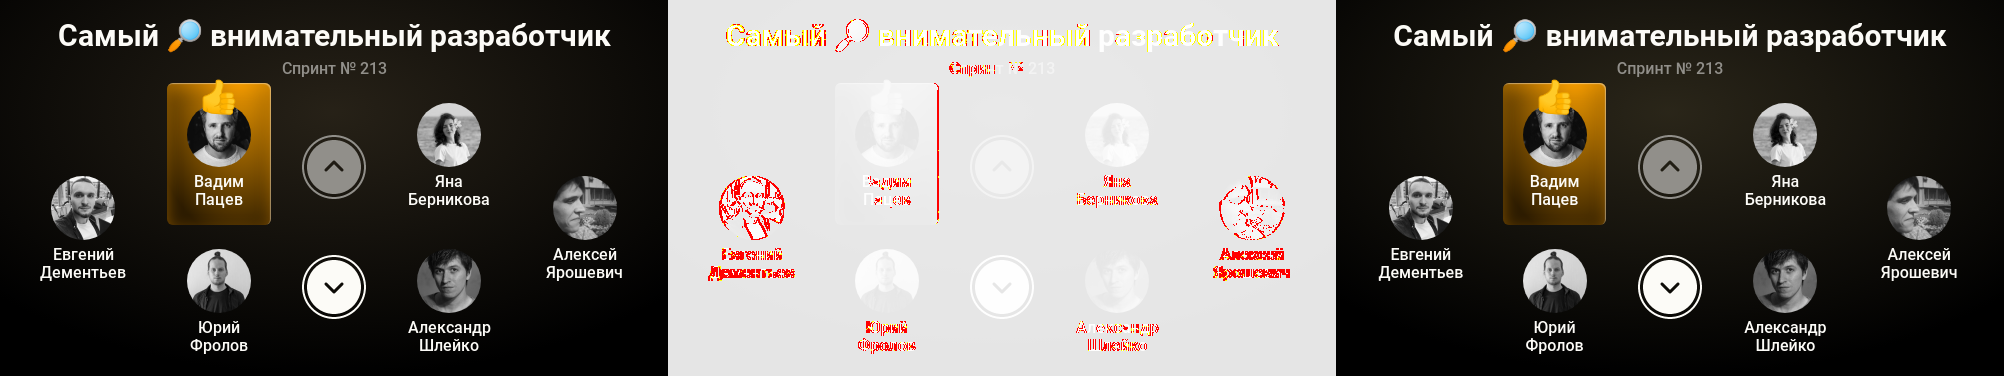 Самый 🔎 внимательный разработчик
Спринт № 213
Вадим
Пацев
Яна
Берникова
Евгений
Дементьев
Алексей
Ярошевич
Юрий
Фролов
Александр
Шлейко
Самый 🔎 внимательный разработчик
Спринт № 213
Вадим
Пацев
Яна
Берникова
Евгений
Дементьев
Алексей
Ярошевич
Юрий
Фролов
Александр
Шлейко
Самый 🔎 внимательный разработчик
Спринт № 213
Вадим
Пацев
Яна
Берникова
Евгений
Дементьев
Алексей
Ярошевич
Юрий
Фролов
Александр
Шлейко